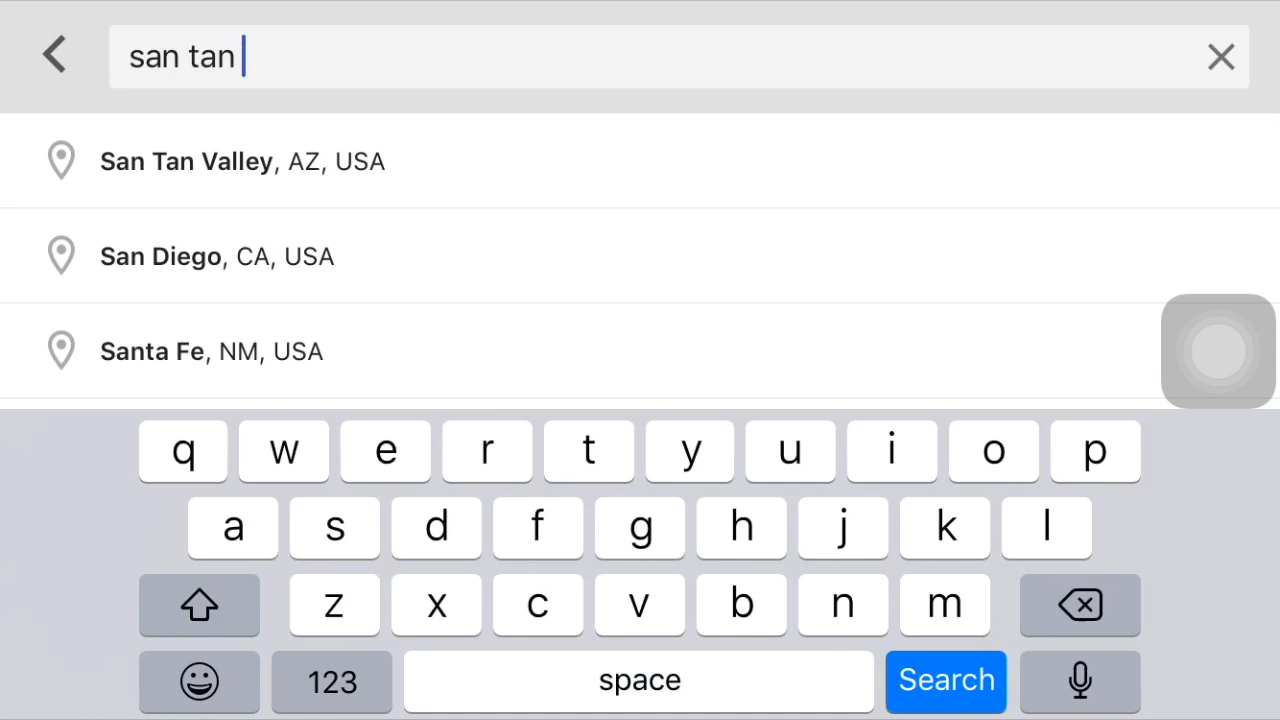 san tan
San Tan Valley, AZ, USA
San Diego, CA, USA
Santa Fe, NM, USA
q w e r t y u i o p
a s d f g h j k l
z x c v b n m
123 space Search